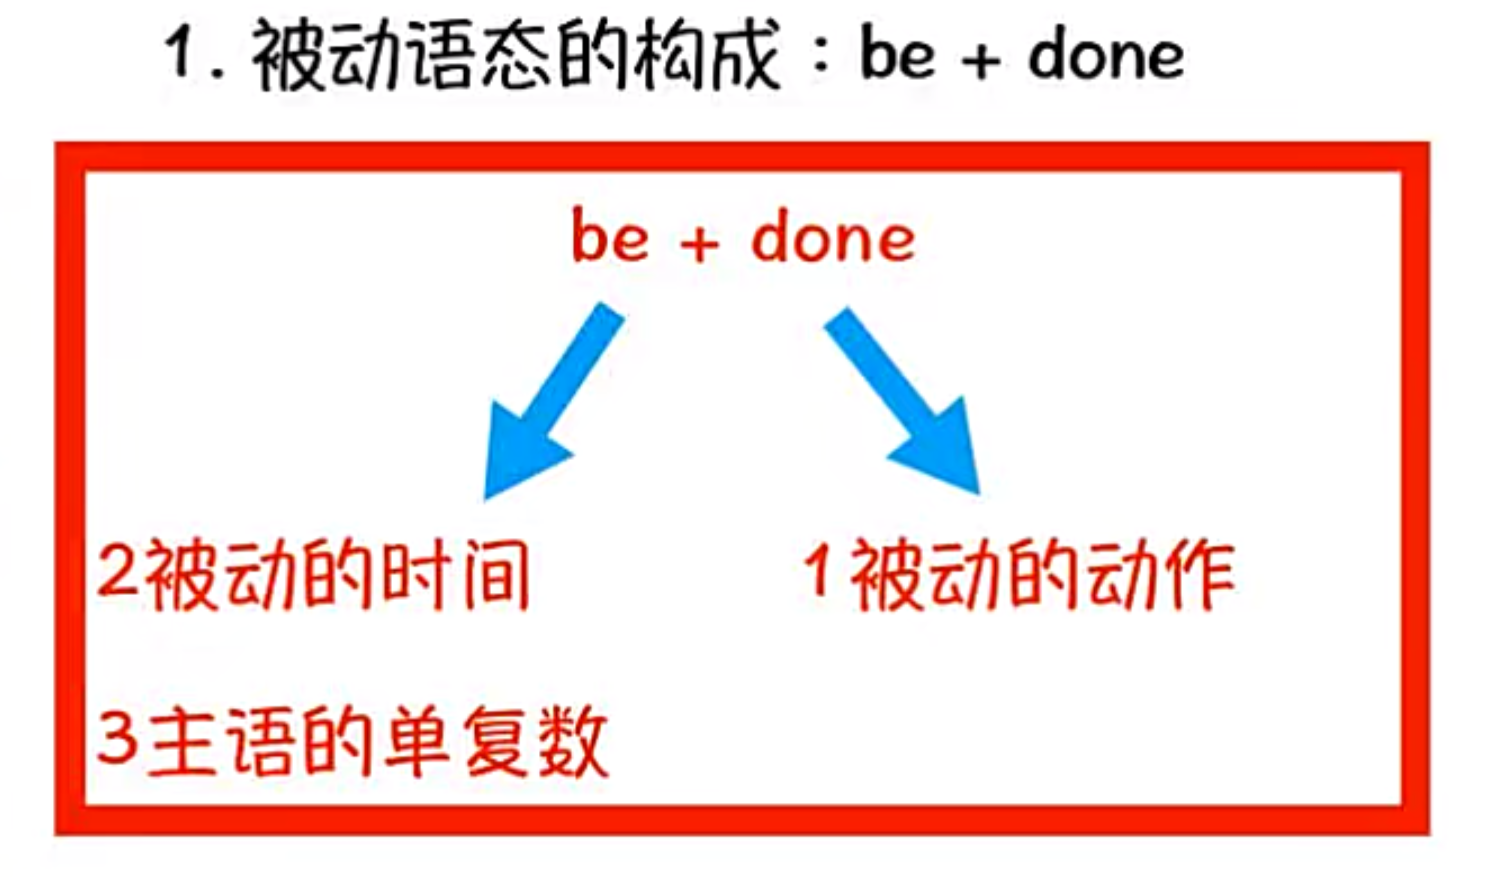 1. 被动语态的构成：be + done
be + done
2被动的时间 1被动的动作
3主语的单复数